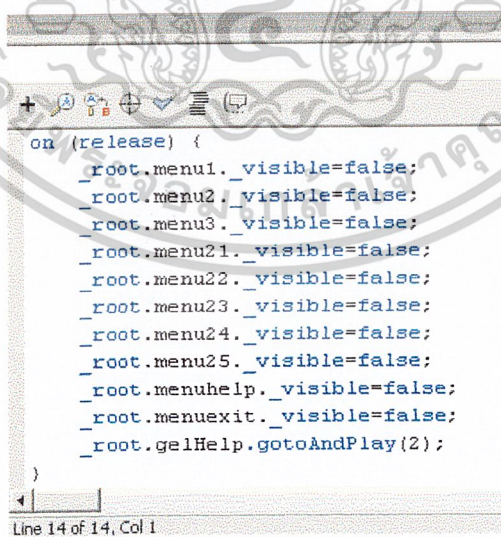 on (release) {
_root.menu1._visible=false;
_root.menu2._visible=false;
_root.menu3._visible=false;
_root.menu21._visible=false;
_root.menu22._visible=false;
_root.menu23._visible=false;
_root.menu24._visible=false;
_root.menu25._visible=false;
_root.menuhelp._visible=false;
_root.menuexit._visible=false;
_root.gelHelp.gotoAndPlay(2);
}
Line 14 of 14, Col 1